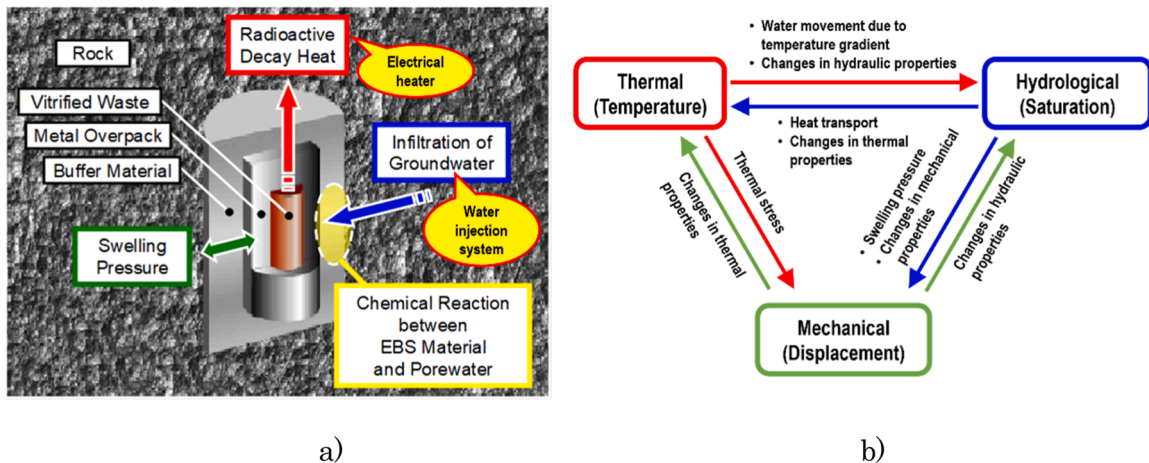 Rock
Radioactive
Decay Heat
Electrical
heater
Vitrified Waste
Metal Overpack
Buffer Material
Infiltration of
Groundwater
Water
injection
system
Swelling
Pressure
Chemical Reaction
between
EBS Material
and Porewater
a)
• Water movement due to
temperature gradient
• Changes in hydraulic properties
Thermal
(Temperature)
Hydrological
(Saturation)
• Heat transport
• Changes in thermal
properties
Thermal stress
Changes in thermal
properties
• Swelling pressure
• Changes in mechanical
properties
Changes in hydraulic
properties
Mechanical
(Displacement)
b)